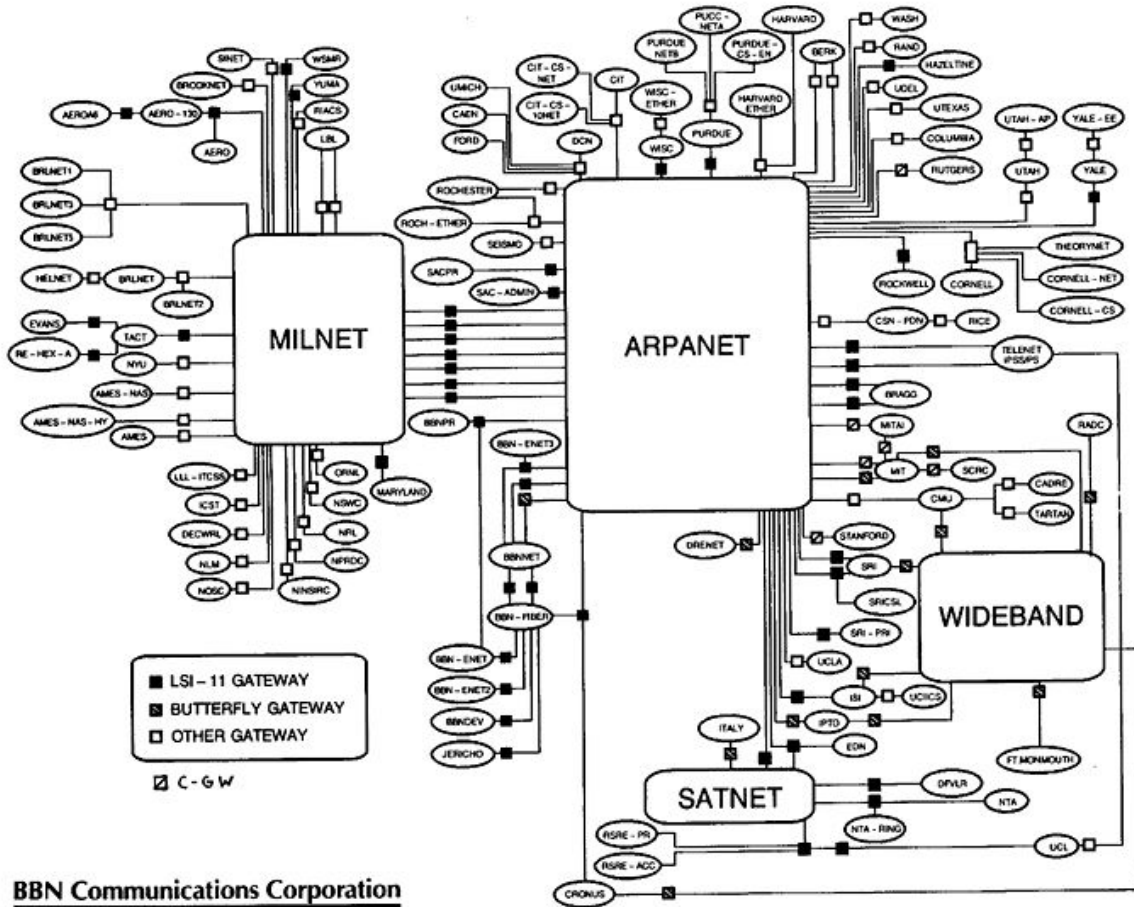 WSMR
SINET
YUMA
BROOKNET
RIACS
AERO
LBL
BRLNET1
BRLNET3
BRLNET5
HELNET
BRLNET
BRLNET2
EVANS
TACT
RE-HEX-A
NYU
AMES-NAS
AMES-NAS-HY
AMES
MILNET
LLL-ITCSS
ICST
DECWRL
NLM
NOSC
ORNL
NSWC
NRL
NPRDC
MARYLAND
PUCC-
NETA
HARVARD
PURDUE
NETB
PURDUE-
CS-EN
BERK
CIT-CS-
NET
CIT
UMICH
WISC-
ETHER
CAEN
CIT-CS-
10NET
HARVARD
ETHER
FORD
DCN
WISC
PURDUE
ROCHESTER
ROCH-ETHER
SEISMO
SACPR
SAC-ADMIN
ARPANET
WASH
RAND
HAZELTINE
UDEL
UTEXAS
COLUMBIA
RUTGERS
UTAH-AP
YALE-EE
UTAH
YALE
THEORYNET
CORNELL-NET
CORNELL-CS
ROCKWELL
CORNELL
CSN-PDN
RICE
TELENET
BRAGG
BBNPR
BBN-ENET3
MITAI
RADC
MIT
SCRC
CADRE
CMU
TARTAN
DRENET
STANFORD
SRI
SRICSL
WIDEBAND
BBNNET
BBN-FIBER
SRI-PRI
UCLA
BBN-ENET
BBN-ENET2
ISI
UCIICS
BBNDEV
IPTO
JERICHO
ITALY
EDN
FT.MONMOUTH
SATNET
DFVLR
NTA
NTA-RING
RSRE-PR
RSRE-ACC
UCL
CRONUS
LSI-11 GATEWAY
BUTTERFLY GATEWAY
OTHER GATEWAY
C-GW
BBN Communications Corporation